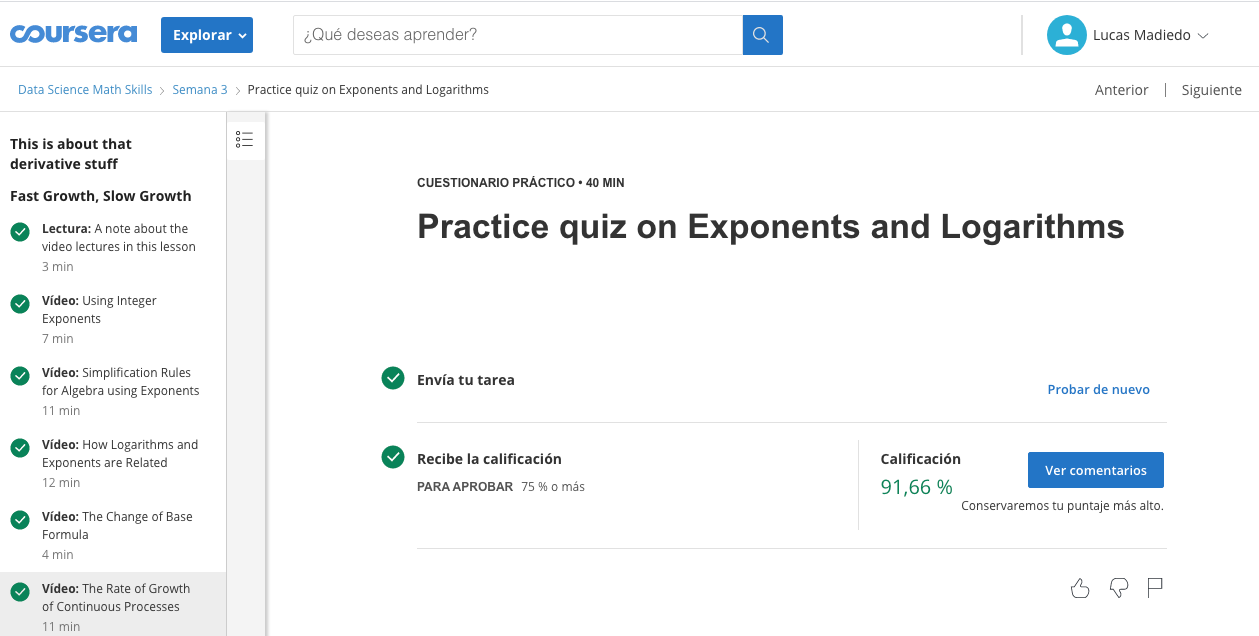 coursera
Explorar
¿Qué deseas aprender?
Lucas Madiedo
Data Science Math Skills
Semana 3
Practice quiz on Exponents and Logarithms
Anterior
Siguiente
This is about that
derivative stuff
Fast Growth, Slow Growth
Lectura: A note about the
video lectures in this lesson
3 min
Vídeo: Using Integer
Exponents
7 min
Vídeo: Simplification Rules
for Algebra using Exponents
11 min
Vídeo: How Logarithms and
Exponents are Related
12 min
Vídeo: The Change of Base
Formula
4 min
Vídeo: The Rate of Growth
of Continuous Processes
11 min
CUESTIONARIO PRÁCTICO • 40 MIN
Practice quiz on Exponents and Logarithms
Envía tu tarea
Probar de nuevo
Recibe la calificación
PARA APROBAR 75 % o más
Calificación
91,66 %
Ver comentarios
Conservaremos tu puntaje más alto.